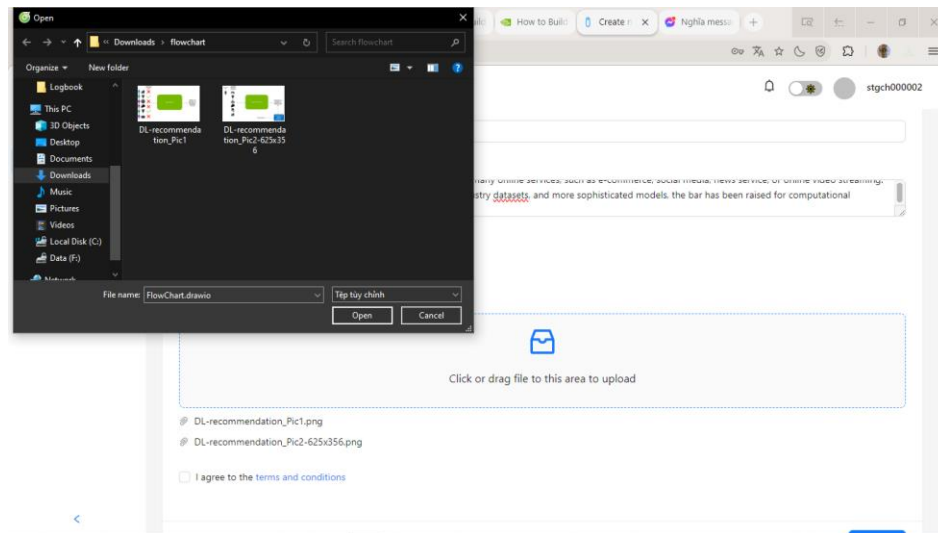 Open
How to Build
Create n
Nghĩa messa
Downloads
flowchart
Search flowchart
Organize
New folder
Logbook
This PC
3D Objects
Desktop
Documents
Downloads
Music
Pictures
Videos
Local Disk (C:)
Data (F:)
Network
DL-recommenda
tion_Pic1
DL-recommenda
tion_Pic2-625x35
6
File name:
FlowChart.drawio
Tệp tùy chỉnh
Open
Cancel
stgch000002
many online services, such as e-commerce, social media, news service, or online video streaming.
stry datasets, and more sophisticated models, the bar has been raised for computational
Click or drag file to this area to upload
DL-recommendation_Pic1.png
DL-recommendation_Pic2-625x356.png
I agree to the terms and conditions